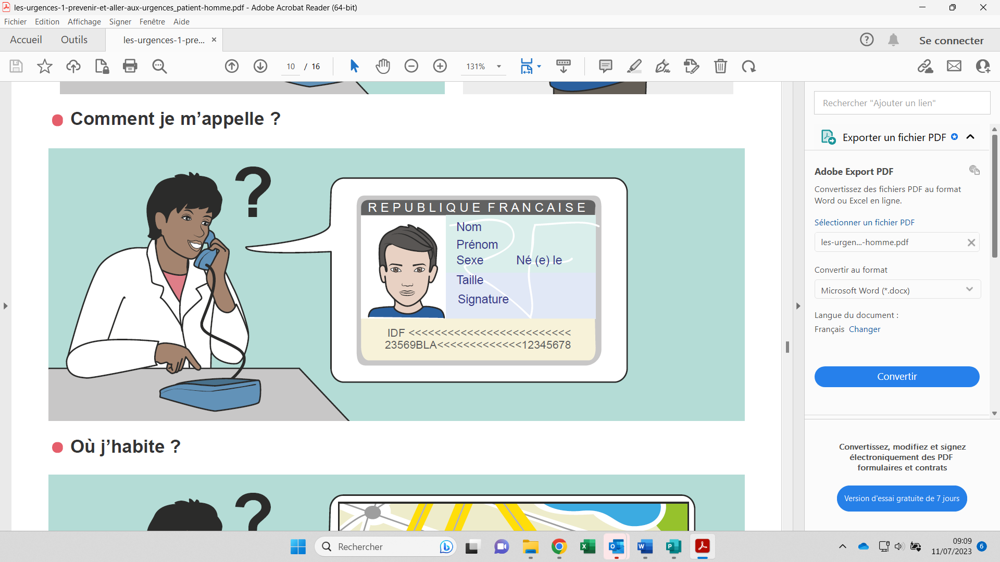 les-urgences-1-prevenir-et-aller-aux-urgences_patient-homme.pdf - Adobe Acrobat Reader (64-bit)
Fichier Edition Affichage Signer Fenêtre Aide
Accueil Outils les-urgences-1-pre... × Se connecter
10 / 16 131%
Comment je m’appelle ?
?
REPUBLIQUE FRANCAISE
Nom
Prénom
Sexe Né (e) le
Taille
Signature
IDF <<<<<<<<<<<<<<<<<<<<<<<<<
23569BLA<<<<<<<<<<<<<12345678
Où j’habite ?
?
Rechercher "Ajouter un lien"
Exporter un fichier PDF
Adobe Export PDF
Convertissez des fichiers PDF au format
Word ou Excel en ligne.
Sélectionner un fichier PDF
les-urgen...-homme.pdf
Convertir au format
Microsoft Word (*.docx)
Langue du document :
Français Changer
Convertir
Convertissez, modifiez et signez
électroniquement des PDF
formulaires et contrats
Version d'essai gratuite de 7 jours
Rechercher
09:09
11/07/2023 6